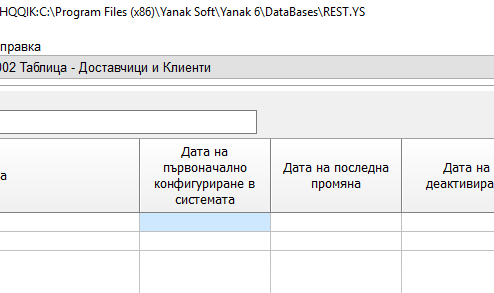 HQQIK:C:\Program Files (x86)\Yanak Soft\Yanak 6\DataBases\REST.YS
правка
002 Таблица - Доставчици и Клиенти
а
Дата на
първоначално
конфигуриране в
системата
Дата на последна
промяна
Дата на
деактивира